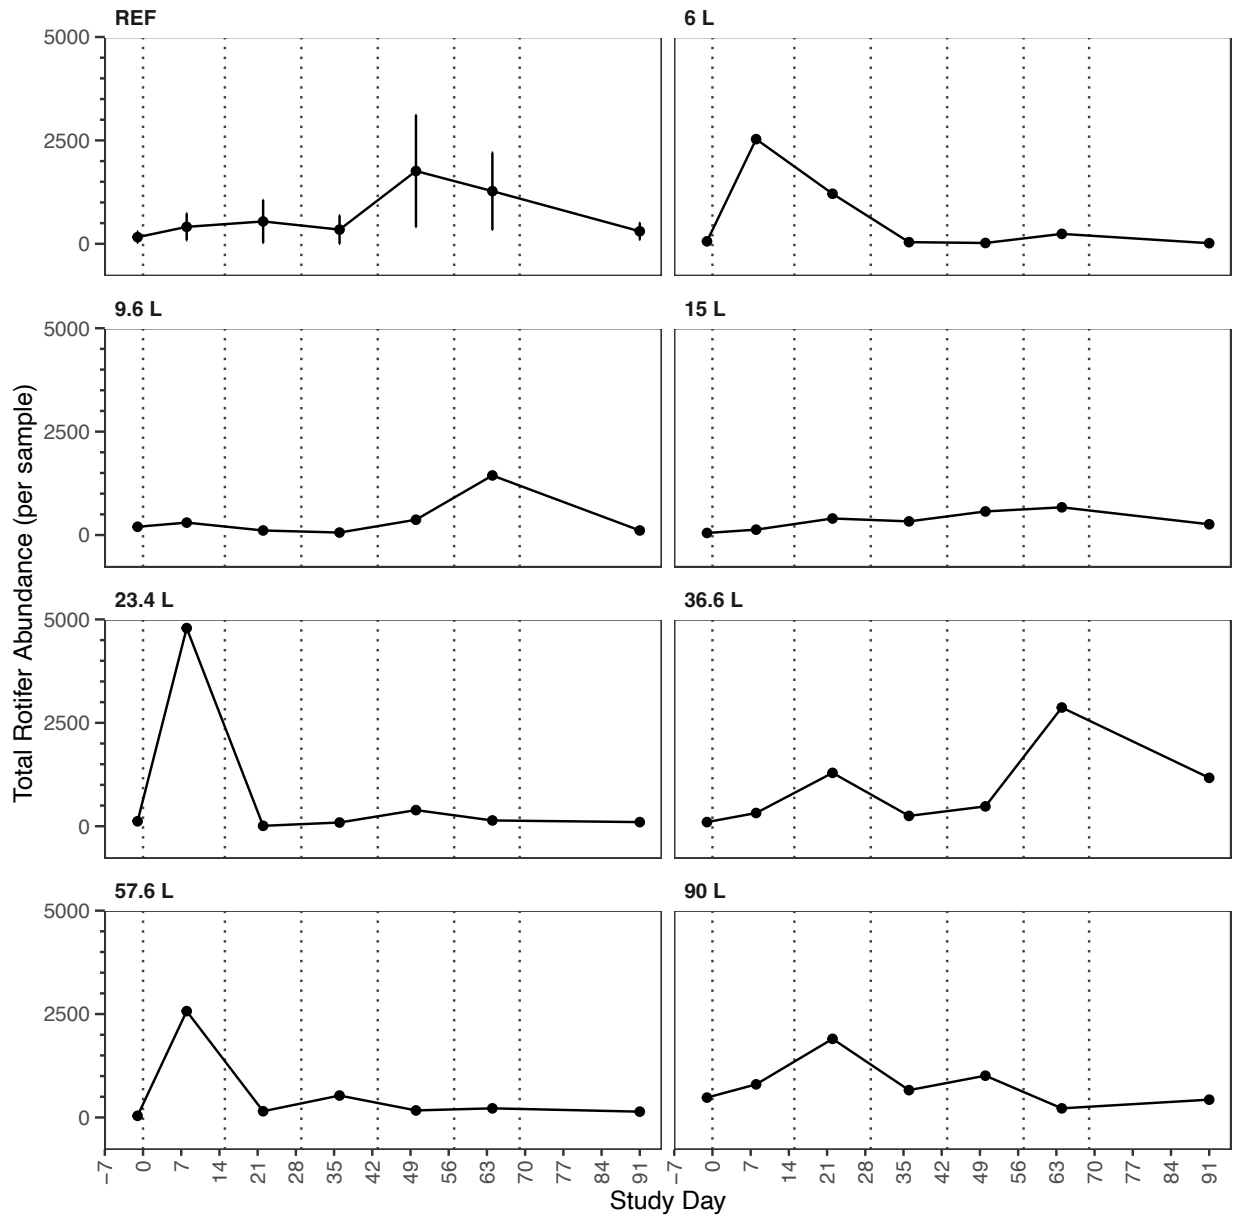 REF
6 L
5000
2500
0
9.6 L
15 L
5000
2500
0
Total Rotifer Abundance (per sample)
23.4 L
36.6 L
5000
2500
0
57.6 L
90 L
5000
2500
0
−7 0 7 14 21 28 35 42 49 56 63 70 77 84 91
−7 0 7 14 21 28 35 42 49 56 63 70 77 84 91
Study Day